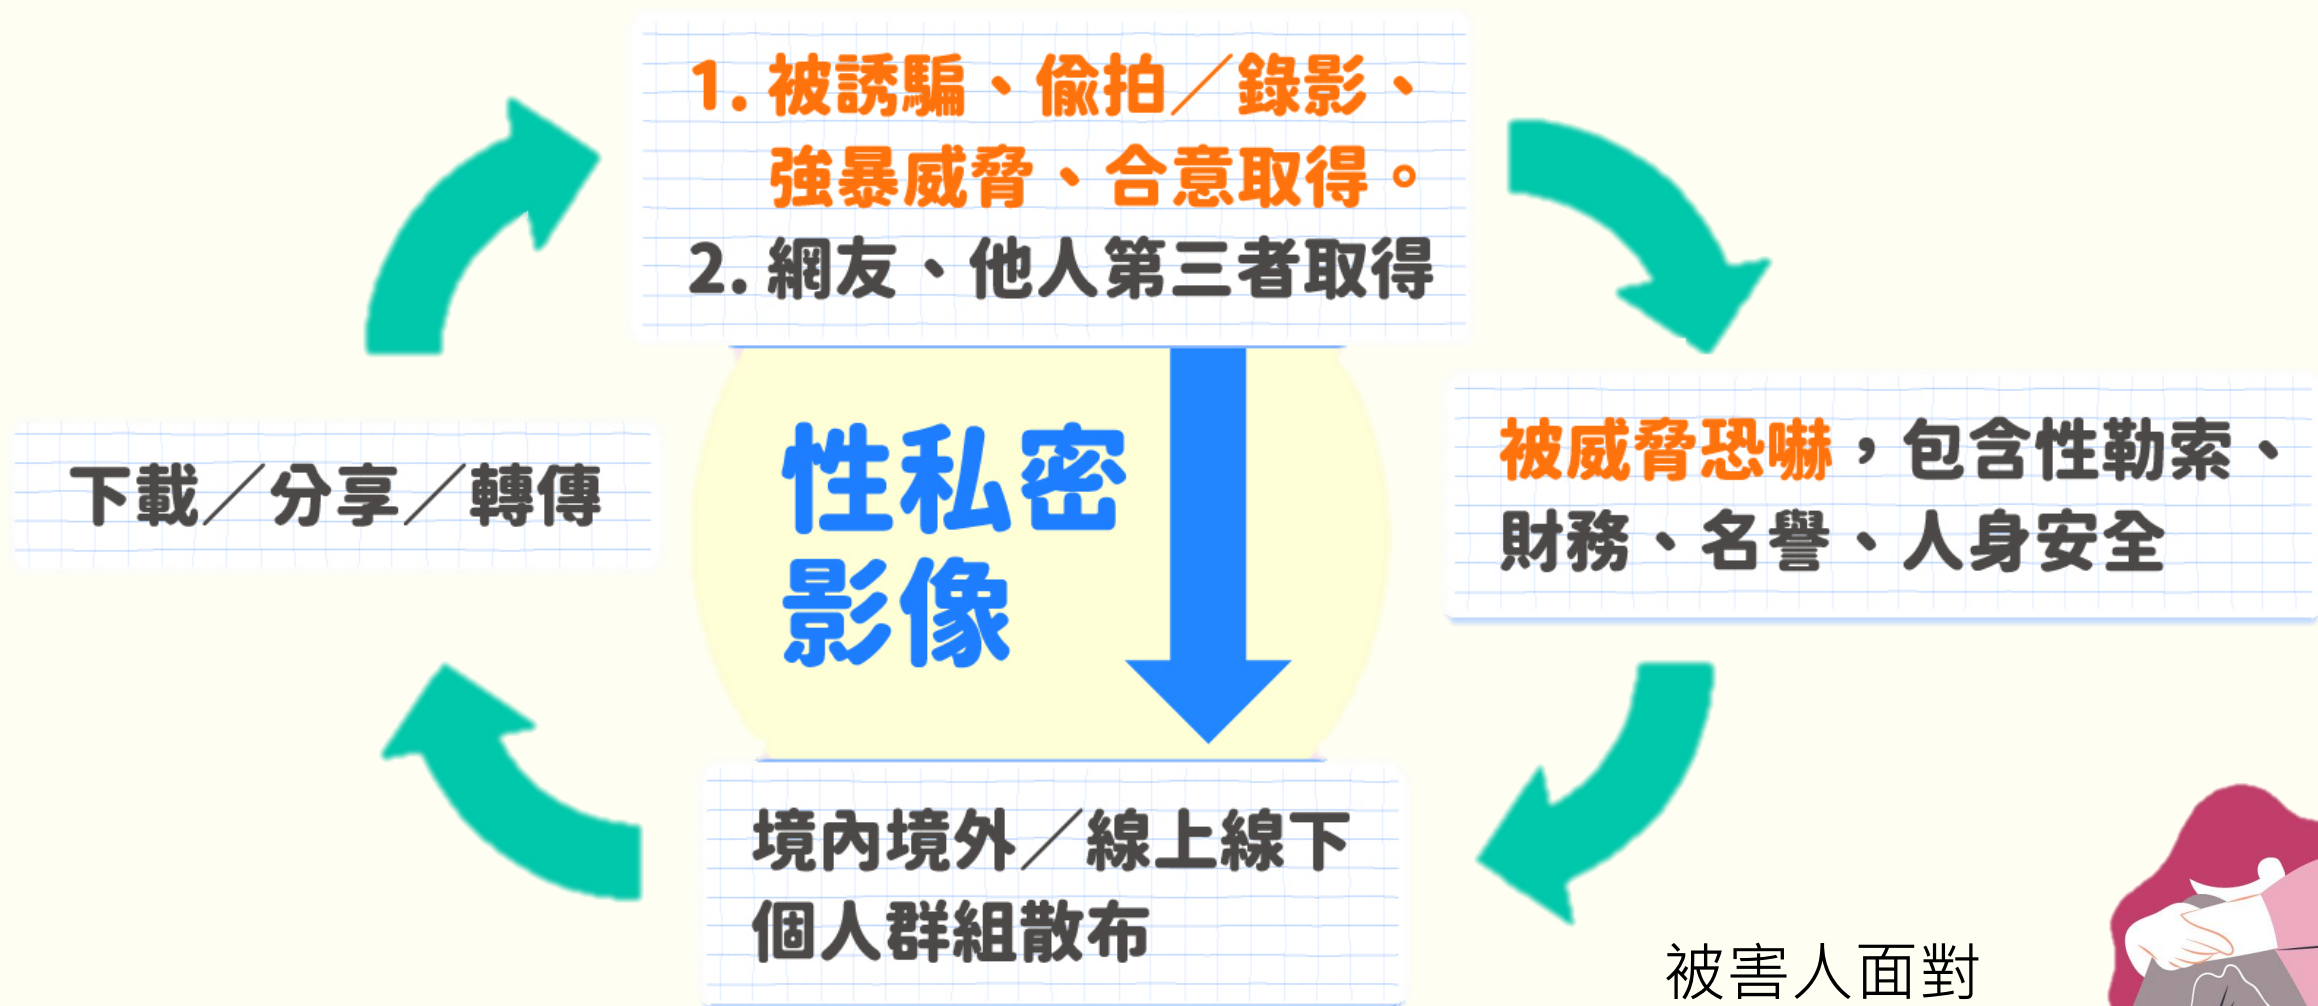 1. 被誘騙、偷拍／錄影、
強暴威脅、合意取得。
2. 網友、他人第三者取得
下載／分享／轉傳
性私密
影像
被威脅恐嚇，包含性勒索、
財務、名譽、人身安全
境內境外／線上線下
個人群組散布
被害人面對